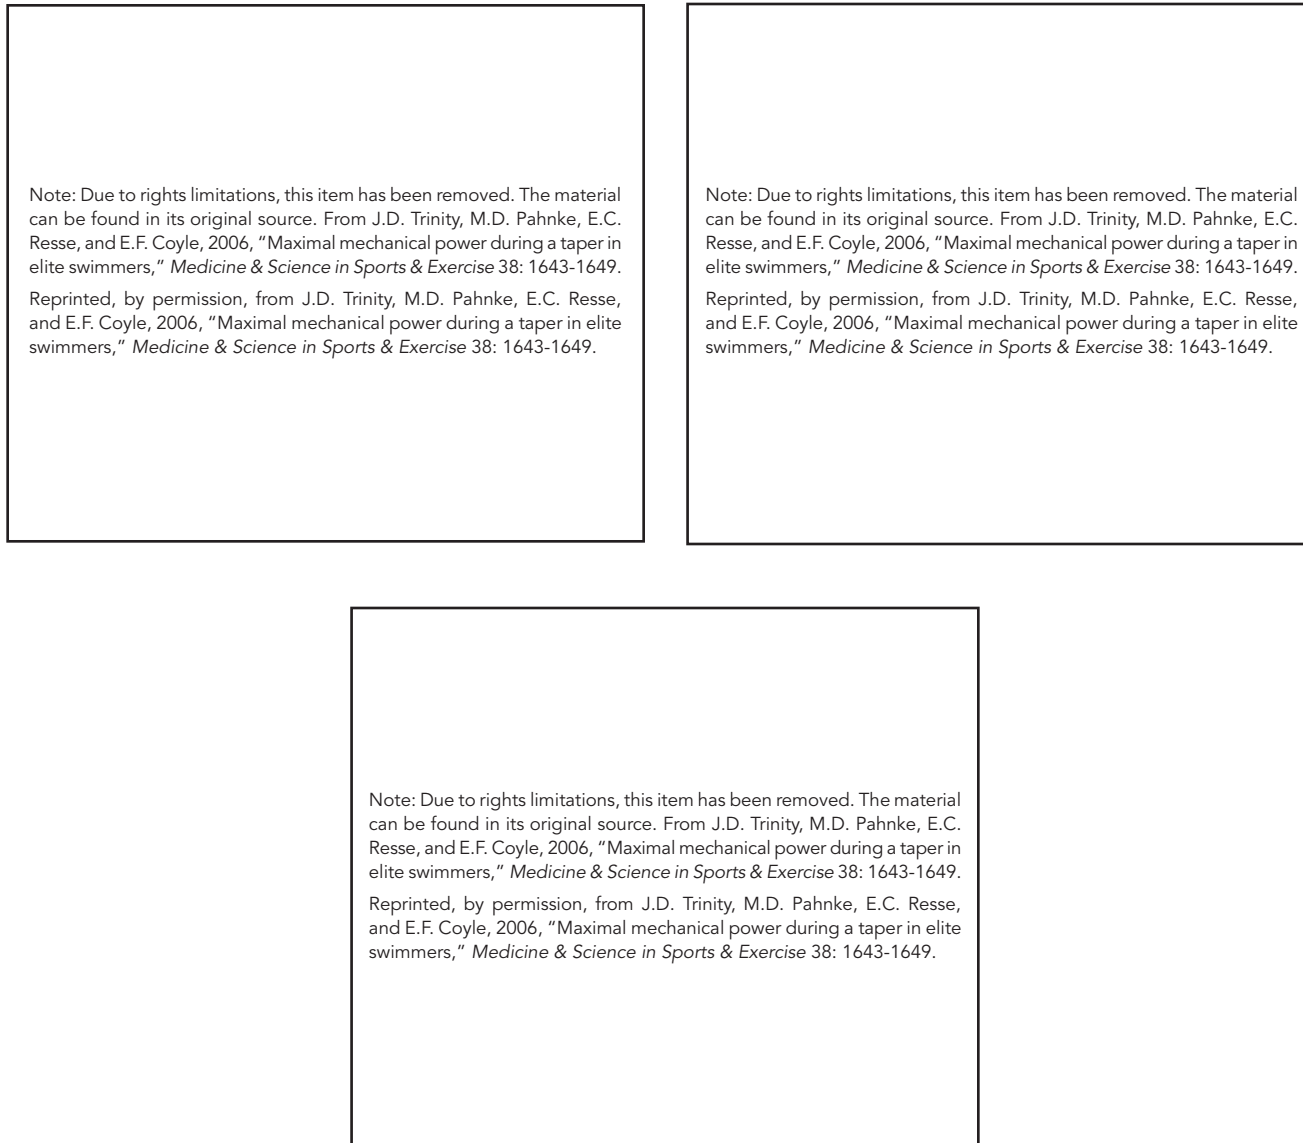 Note: Due to rights limitations, this item has been removed. The material
can be found in its original source. From J.D. Trinity, M.D. Pahnke, E.C.
Resse, and E.F. Coyle, 2006, “Maximal mechanical power during a taper in
elite swimmers,” Medicine & Science in Sports & Exercise 38: 1643-1649.
Reprinted, by permission, from J.D. Trinity, M.D. Pahnke, E.C. Resse,
and E.F. Coyle, 2006, “Maximal mechanical power during a taper in elite
swimmers,” Medicine & Science in Sports & Exercise 38: 1643-1649.
Note: Due to rights limitations, this item has been removed. The material
can be found in its original source. From J.D. Trinity, M.D. Pahnke, E.C.
Resse, and E.F. Coyle, 2006, “Maximal mechanical power during a taper in
elite swimmers,” Medicine & Science in Sports & Exercise 38: 1643-1649.
Reprinted, by permission, from J.D. Trinity, M.D. Pahnke, E.C. Resse,
and E.F. Coyle, 2006, “Maximal mechanical power during a taper in elite
swimmers,” Medicine & Science in Sports & Exercise 38: 1643-1649.
Note: Due to rights limitations, this item has been removed. The material
can be found in its original source. From J.D. Trinity, M.D. Pahnke, E.C.
Resse, and E.F. Coyle, 2006, “Maximal mechanical power during a taper in
elite swimmers,” Medicine & Science in Sports & Exercise 38: 1643-1649.
Reprinted, by permission, from J.D. Trinity, M.D. Pahnke, E.C. Resse,
and E.F. Coyle, 2006, “Maximal mechanical power during a taper in elite
swimmers,” Medicine & Science in Sports & Exercise 38: 1643-1649.